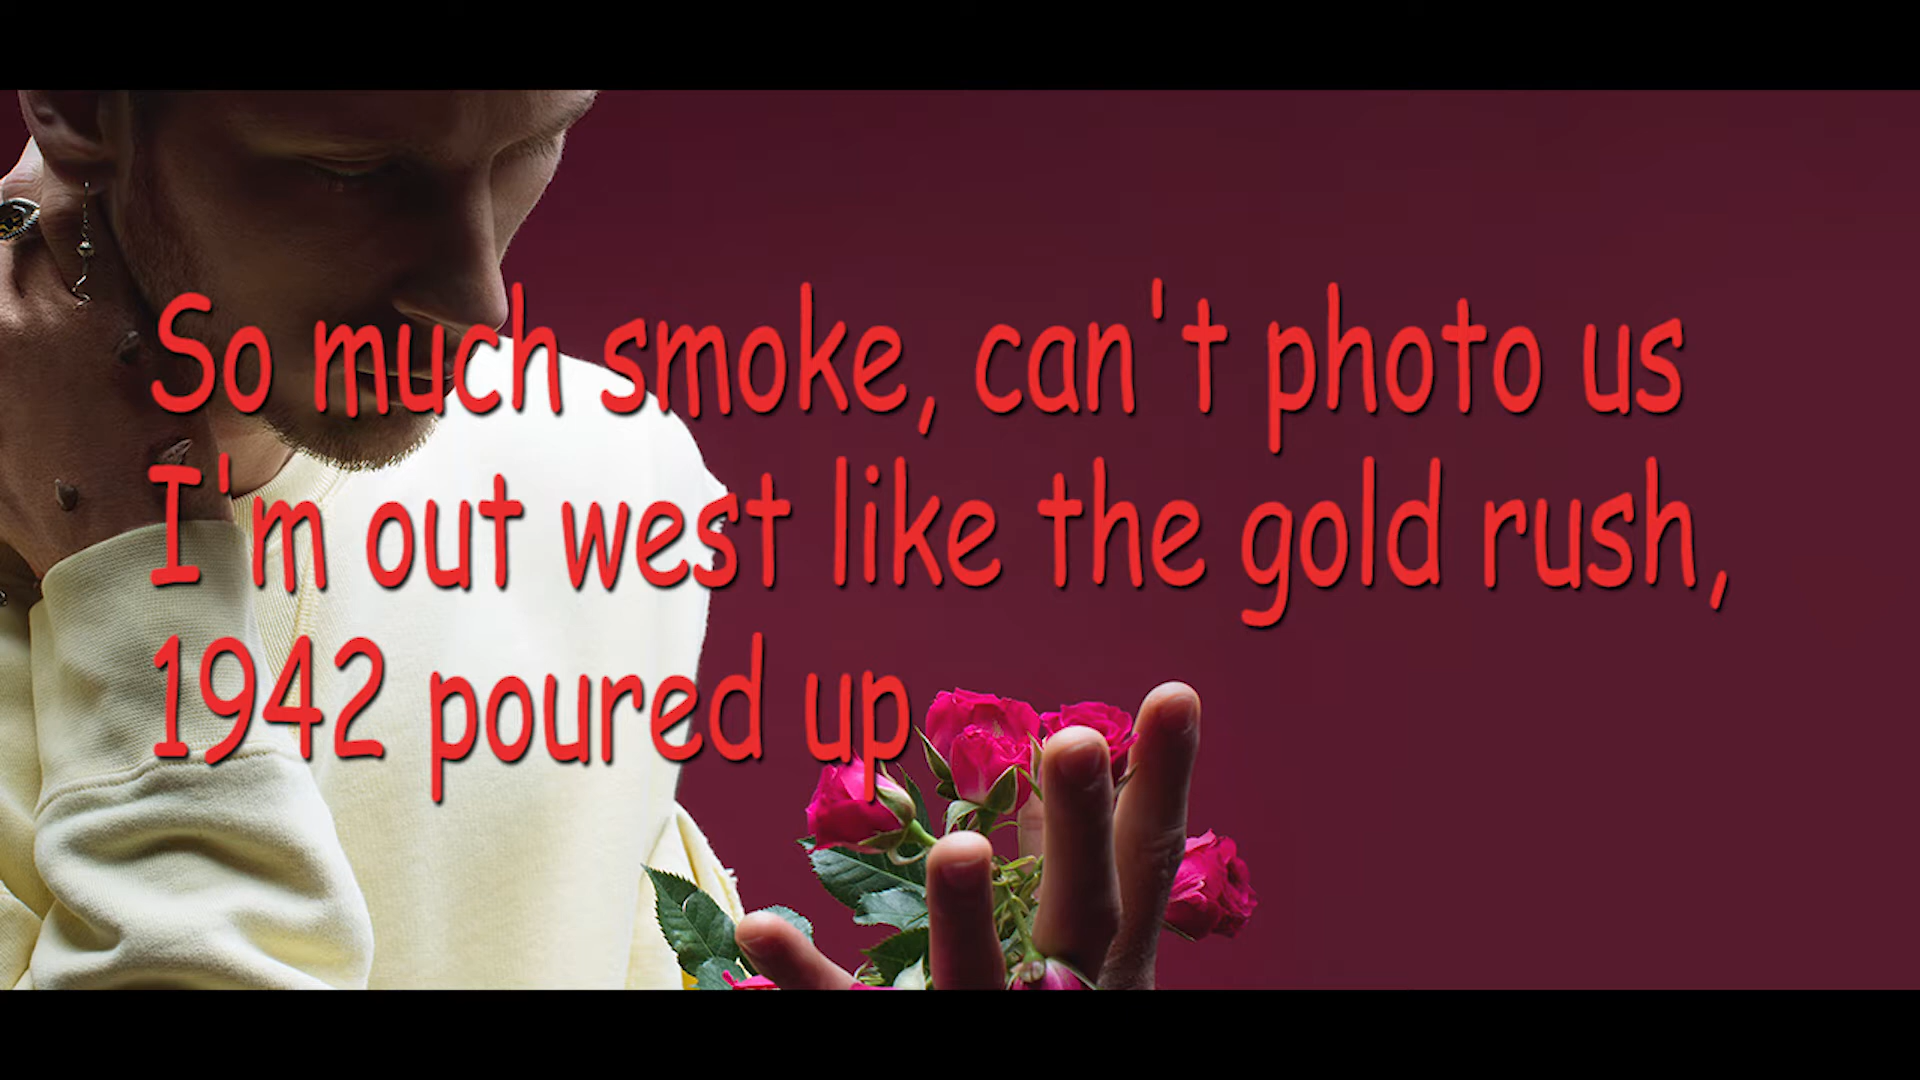 So much smoke, can't photo us
I'm out west like the gold rush,
1942 poured up